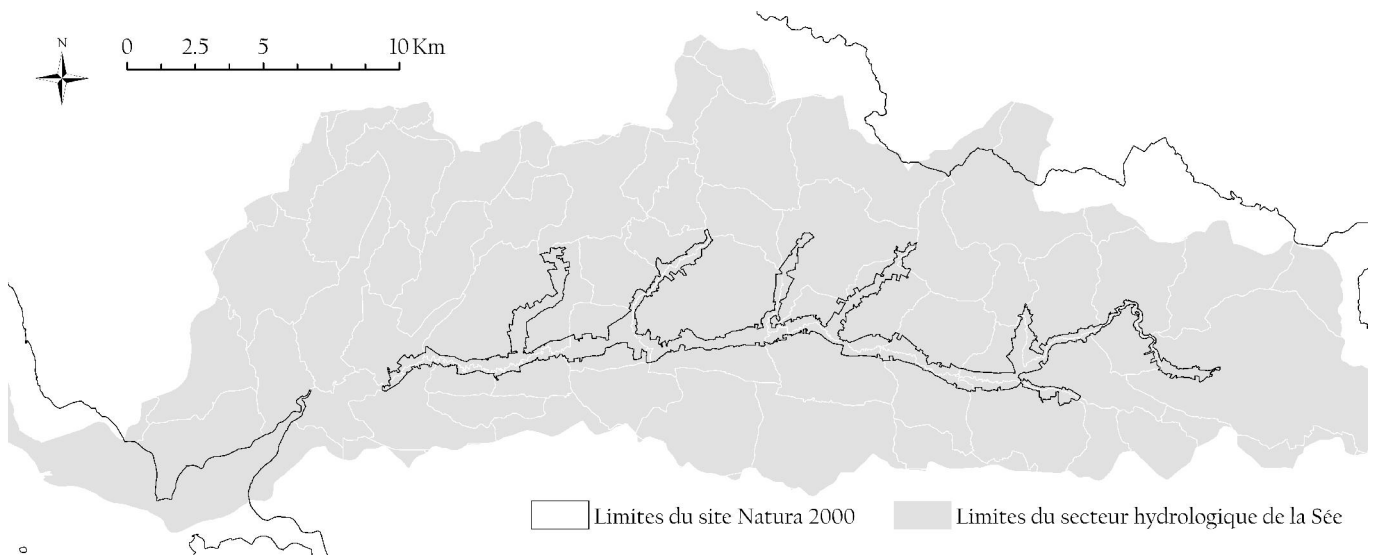 N
0 2.5 5 10 Km
Limites du site Natura 2000
Limites du secteur hydrologique de la Sée